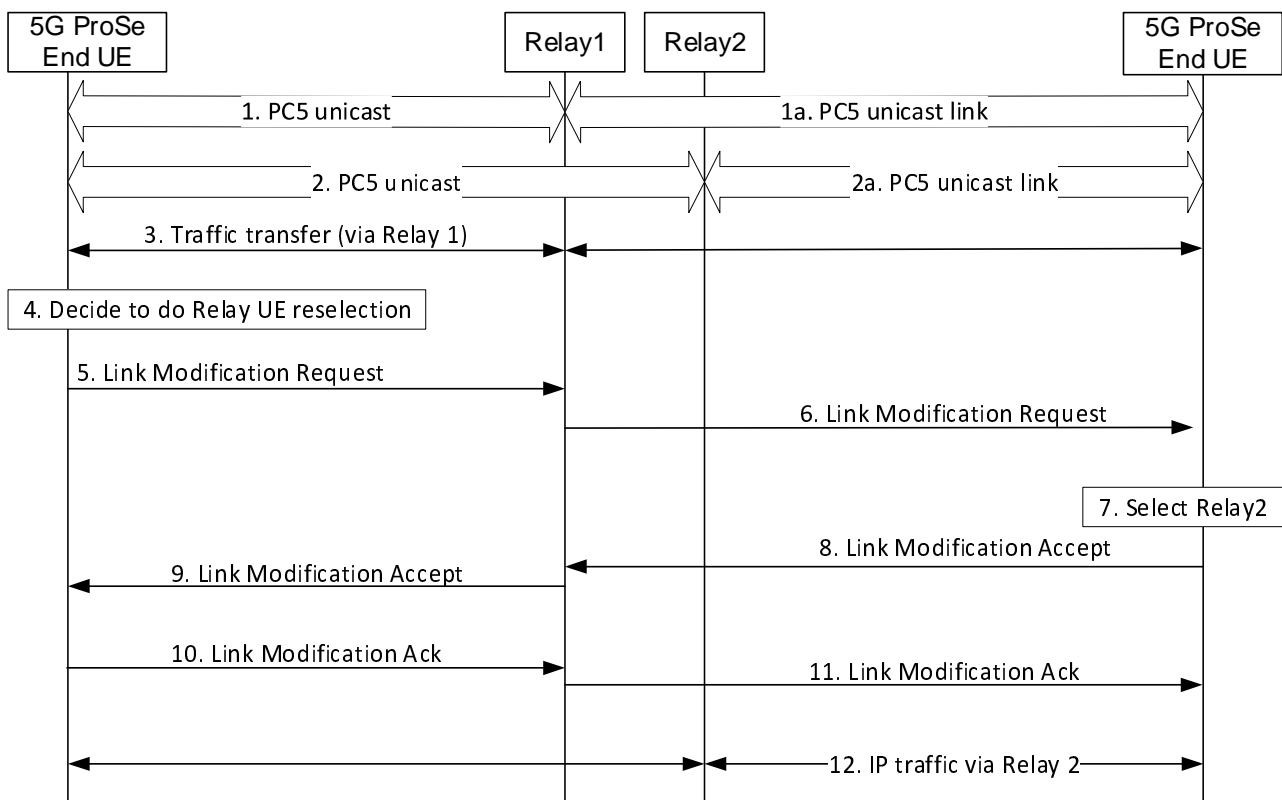 5G ProSe
End UE
Relay1
Relay2
5G ProSe
End UE
1. PC5 unicast
1a. PC5 unicast link
2. PC5 unicast
2a. PC5 unicast link
3. Traffic transfer (via Relay 1)
4. Decide to do Relay UE reselection
5. Link Modification Request
6. Link Modification Request
7. Select Relay2
8. Link Modification Accept
9. Link Modification Accept
10. Link Modification Ack
11. Link Modification Ack
12. IP traffic via Relay 2